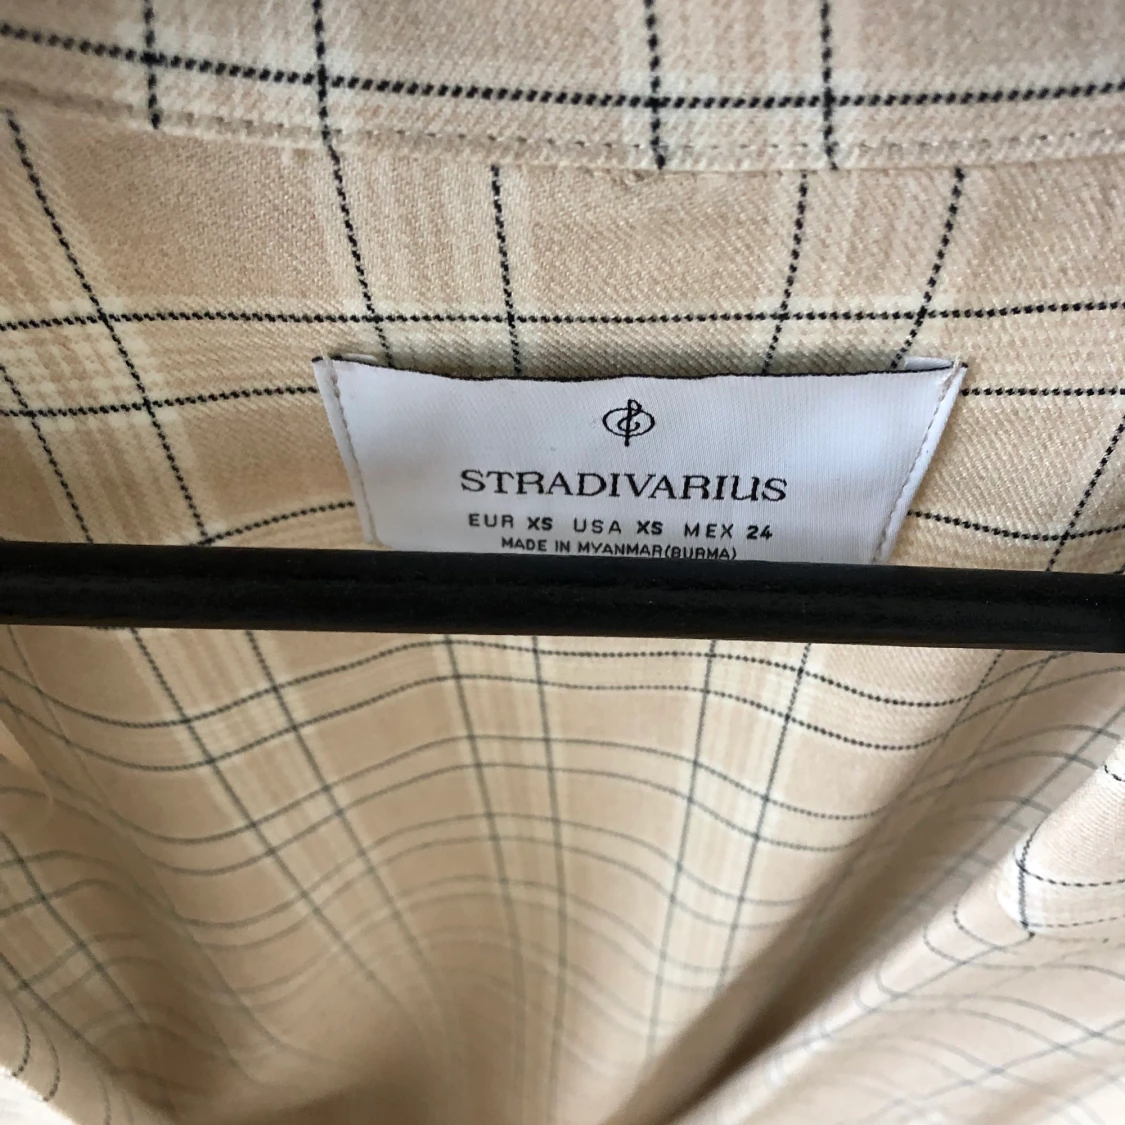 STRADIVARIUS
EUR XS USA XS MEX 24
MADE IN MYANMAR(BURMA)